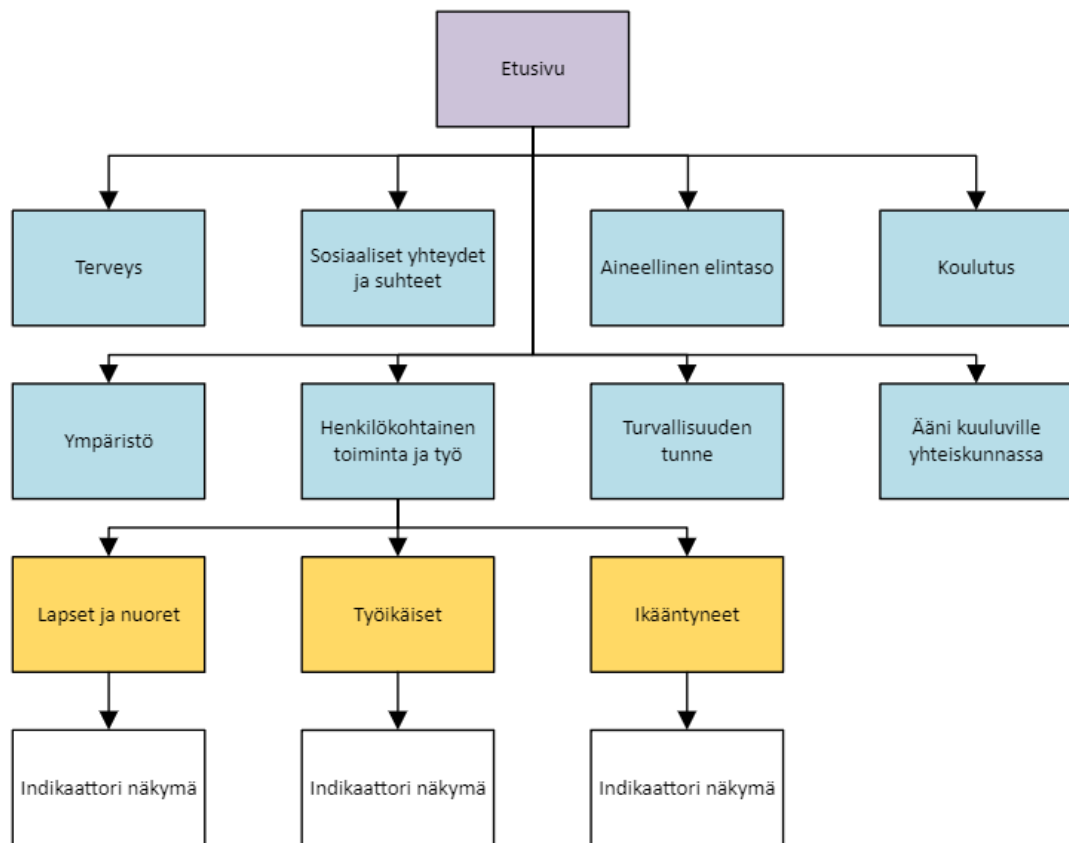 Etusivu
Terveys
Sosiaaliset yhteydet
ja suhteet
Aineellinen elintaso
Koulutus
Ympäristö
Henkilökohtainen
toiminta ja työ
Turvallisuuden
tunne
Ääni kuuluville
yhteiskunnassa
Lapset ja nuoret
Työikäiset
Ikääntyneet
Indikaattori näkymä
Indikaattori näkymä
Indikaattori näkymä